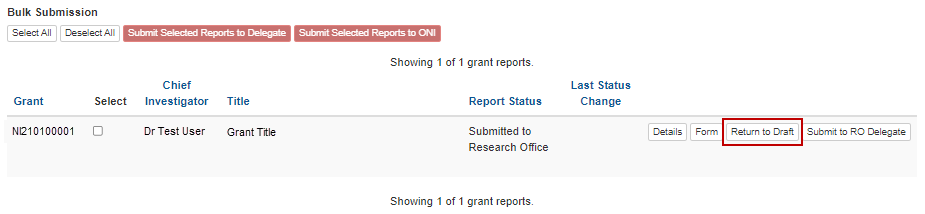 Bulk Submission
Select All Deselect All Submit Selected Reports to Delegate Submit Selected Reports to ONI
Showing 1 of 1 grant reports.
Grant Select Chief Investigator Title Report Status Last Status Change
NI210100001 Dr Test User Grant Title Submitted to Research Office Details Form Return to Draft Submit to RO Delegate
Showing 1 of 1 grant reports.